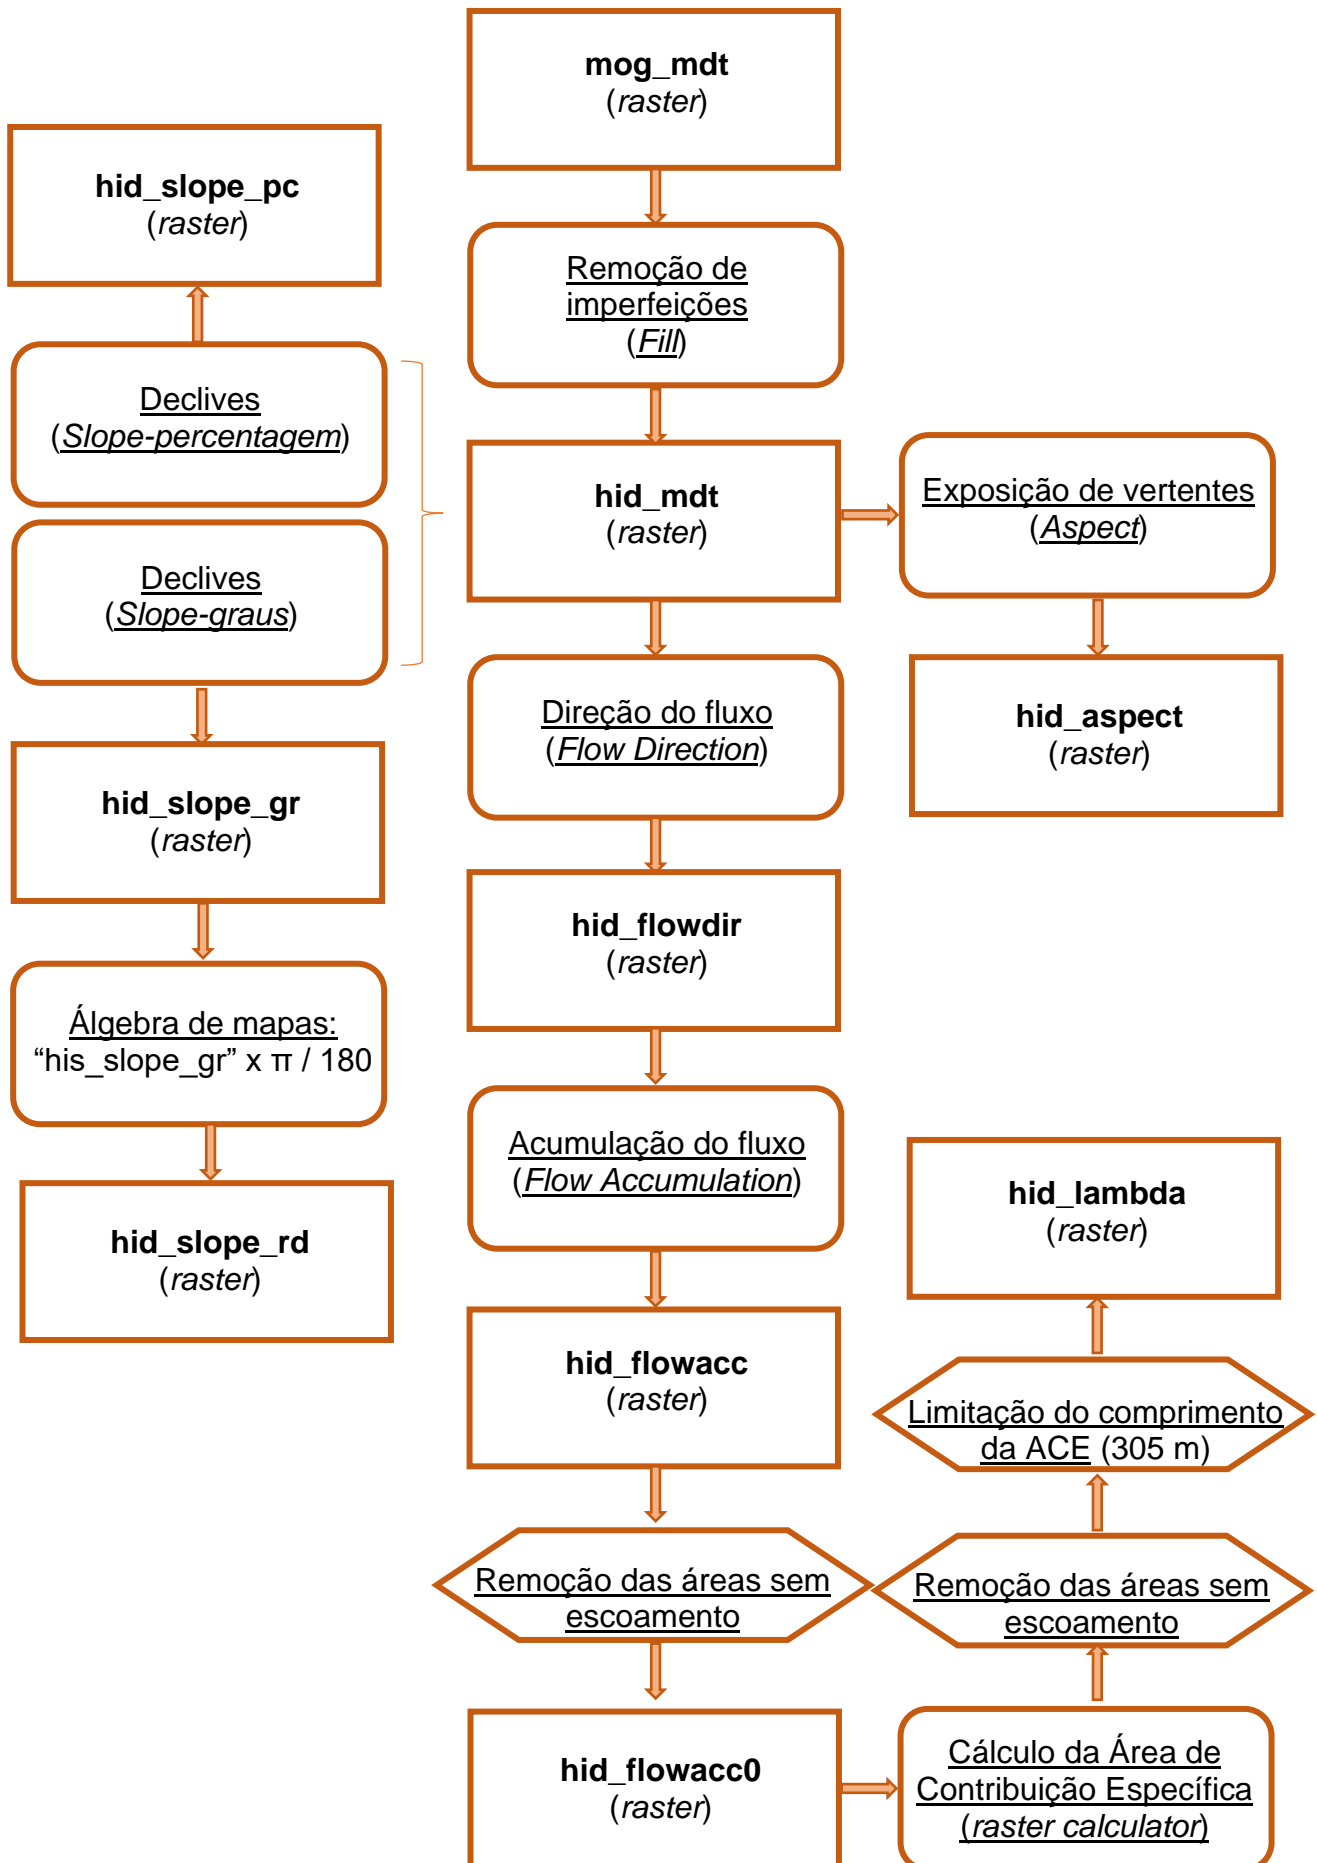 mog_mdt
(raster)
hid_slope_pc
(raster)
Remoção de
imperfeições
(Fill)
Declives
(Slope-percentagem)
hid_mdt
(raster)
Exposição de vertentes
(Aspect)
Declives
(Slope-graus)
Direção do fluxo
(Flow Direction)
hid_aspect
(raster)
hid_slope_gr
(raster)
hid_flowdir
(raster)
Álgebra de mapas:
“his_slope_gr” x π / 180
Acumulação do fluxo
(Flow Accumulation)
hid_lambda
(raster)
hid_slope_rd
(raster)
hid_flowacc
(raster)
Limitação do comprimento
da ACE (305 m)
Remoção das áreas sem
escoamento
Remoção das áreas sem
escoamento
hid_flowacc0
(raster)
Cálculo da Área de
Contribuição Específica
(raster calculator)